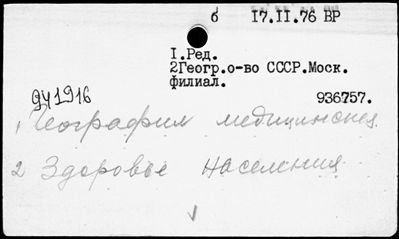 б 17.II.76 ВР
I.Ред.
2Геогр.о-во СССР.Моск.
филиал.
936757.
941916
1 География медицинская
2 Здоровье населения